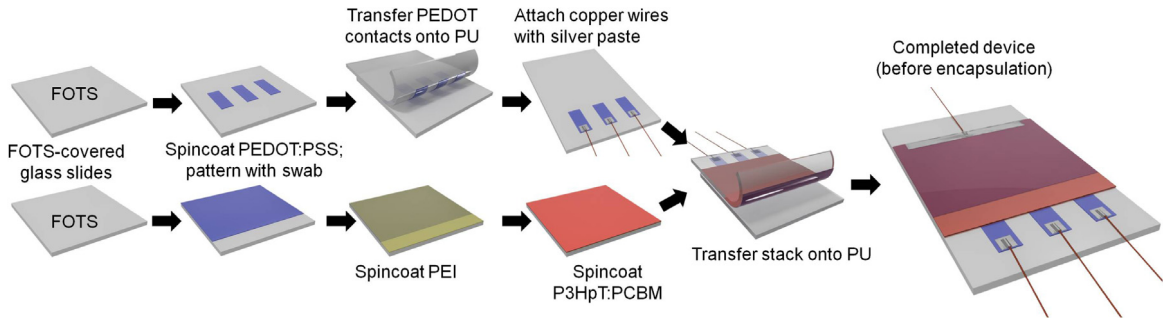 Transfer PEDOT
contacts onto PU
Attach copper wires
with silver paste
Completed device
(before encapsulation)
FOTS
FOTS-covered
glass slides
Spincoat PEDOT:PSS;
pattern with swab
FOTS
Spincoat PEI
Spincoat
P3HpT:PCBM
Transfer stack onto PU